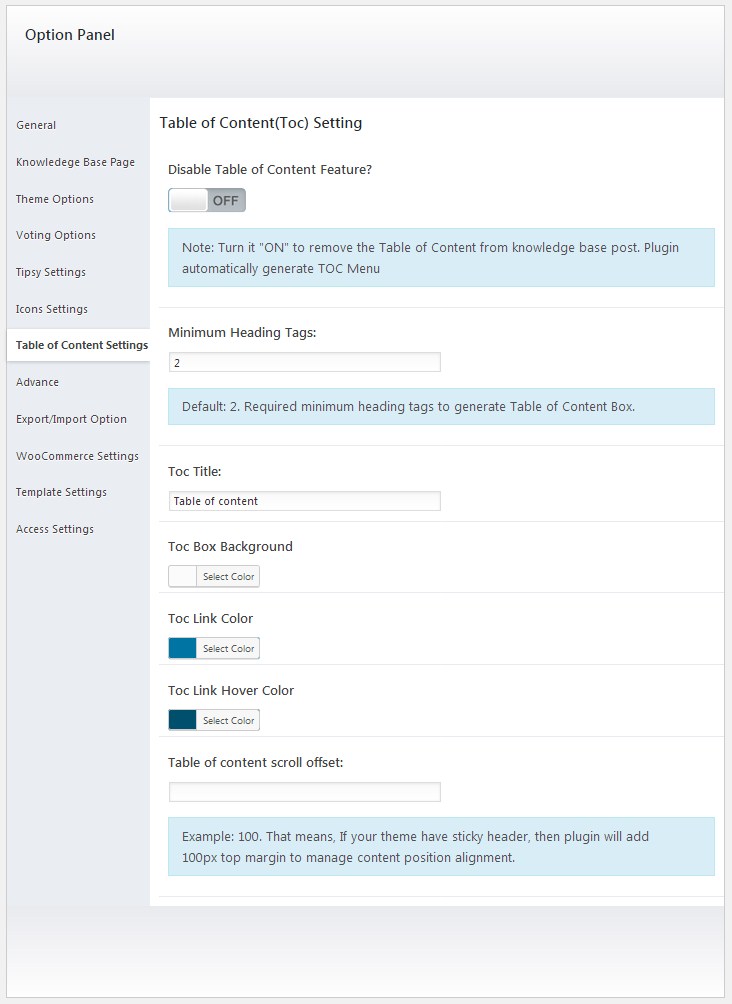 Option Panel
General
Knowledege Base Page
Theme Options
Voting Options
Tipsy Settings
Icons Settings
Table of Content Settings
Advance
Export/Import Option
WooCommerce Settings
Template Settings
Access Settings
Table of Content(Toc) Setting
Disable Table of Content Feature?
OFF
Note: Turn it "ON" to remove the Table of Content from knowledge base post. Plugin
automatically generate TOC Menu
Minimum Heading Tags:
2
Default: 2. Required minimum heading tags to generate Table of Content Box.
Toc Title:
Table of content
Toc Box Background
Select Color
Toc Link Color
Select Color
Toc Link Hover Color
Select Color
Table of content scroll offset:
Example: 100. That means, If your theme have sticky header, then plugin will add
100px top margin to manage content position alignment.